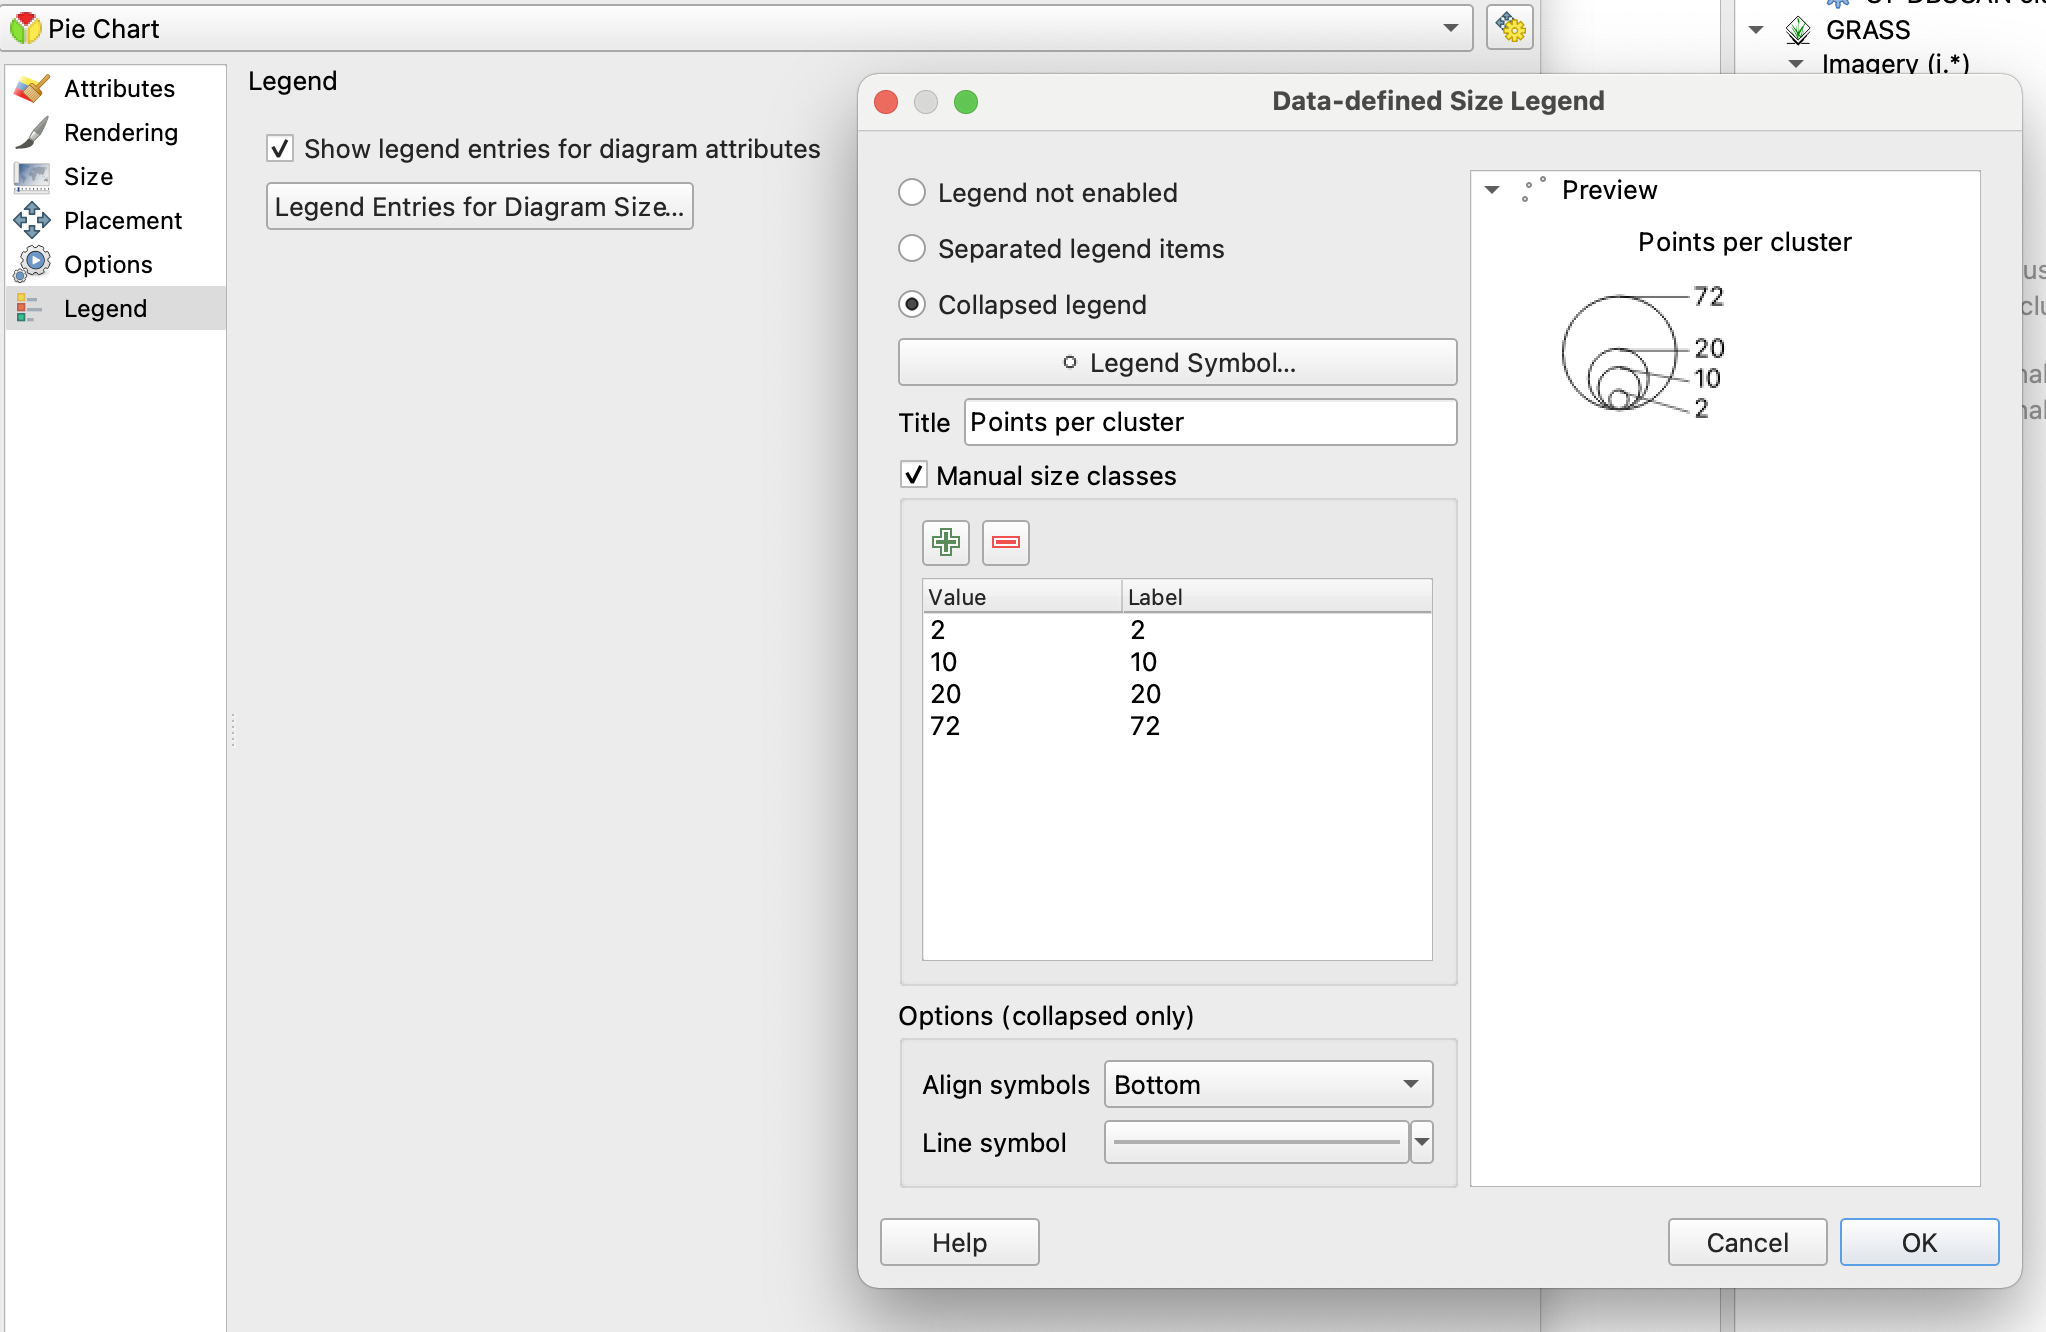 Pie Chart
Attributes
Rendering
Size
Placement
Options
Legend
Legend
Show legend entries for diagram attributes
Legend Entries for Diagram Size...
GRASS
Imagery (i.*)
Data-defined Size Legend
Legend not enabled
Separated legend items
Collapsed legend
Legend Symbol...
Title Points per cluster
Manual size classes
Value Label
2 2
10 10
20 20
72 72
Options (collapsed only)
Align symbols Bottom
Line symbol
Preview
Points per cluster
72
20
10
2
Help
Cancel
OK